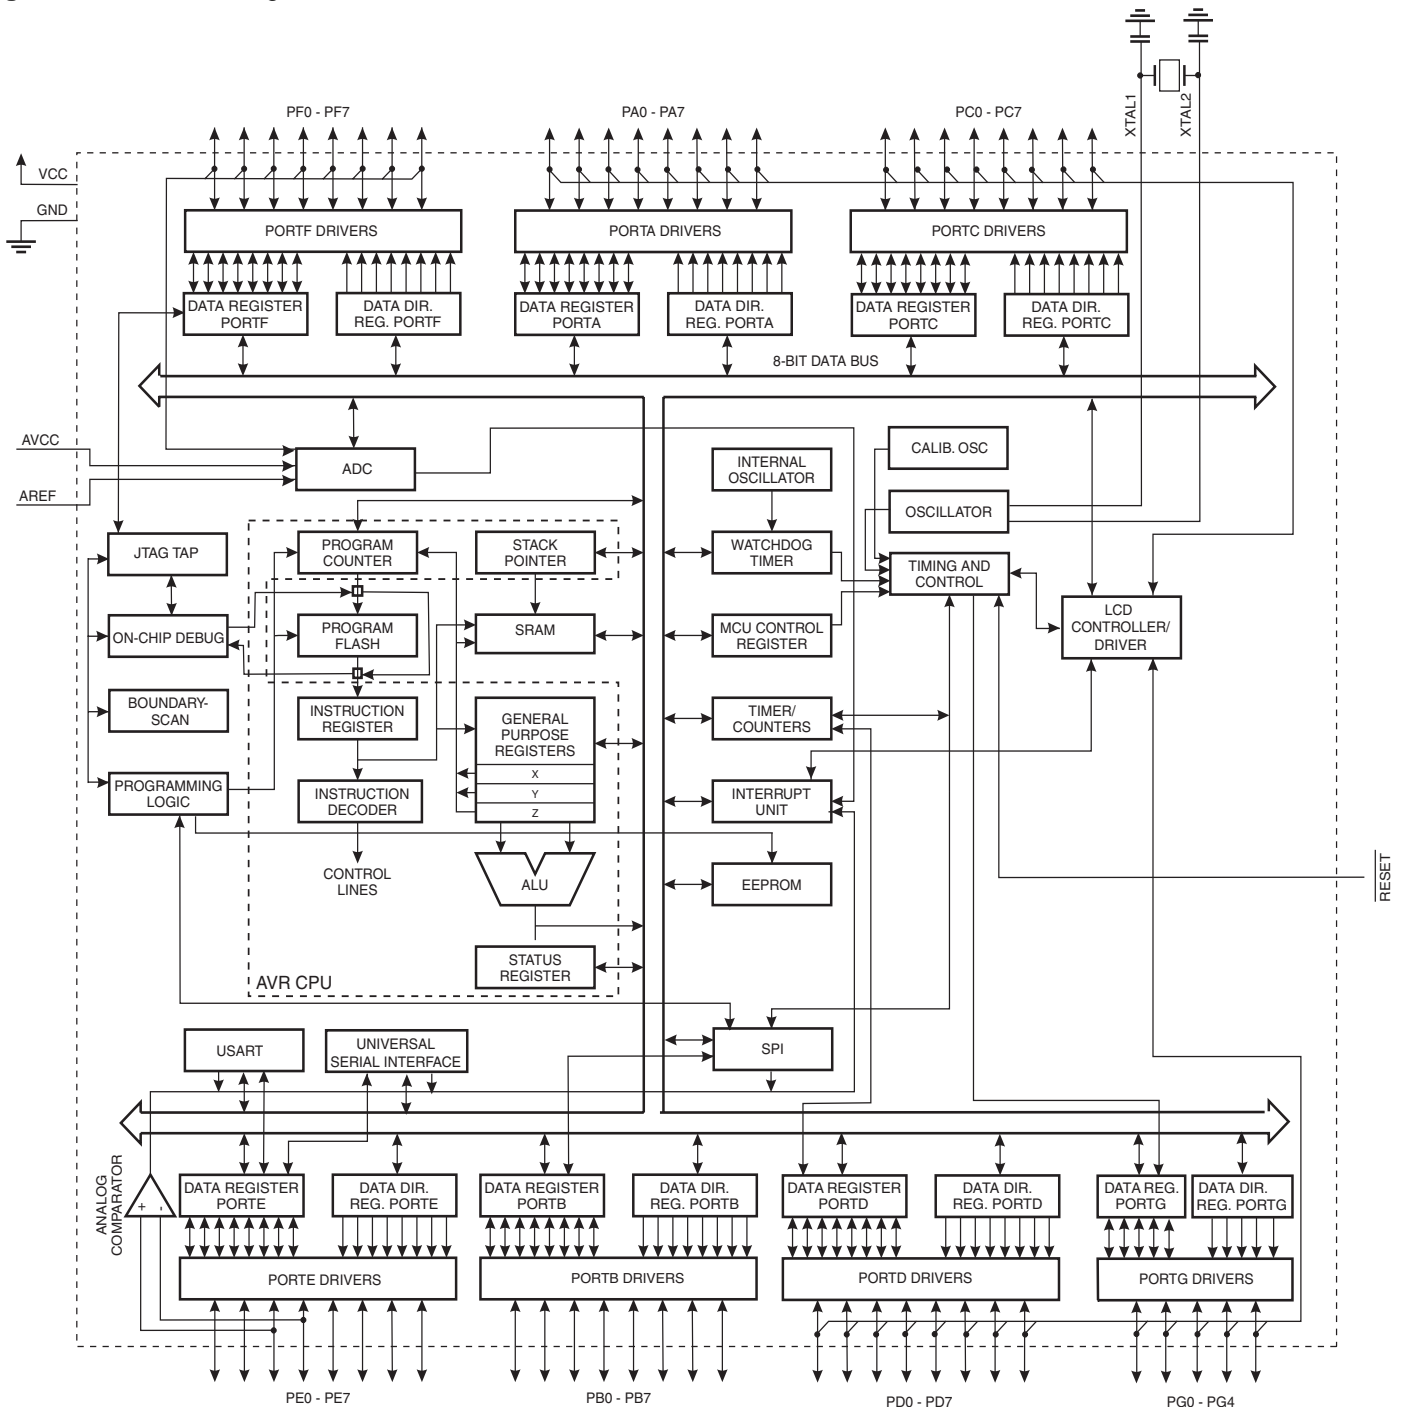 XTAL1
XTAL2
PF0 - PF7
PA0 - PA7
PC0 - PC7
VCC
GND
PORTF DRIVERS
PORTA DRIVERS
PORTC DRIVERS
DATA REGISTER
PORTF
DATA DIR.
REG. PORTF
DATA REGISTER
PORTA
DATA DIR.
REG. PORTA
DATA REGISTER
PORTC
DATA DIR.
REG. PORTC
8-BIT DATA BUS
AVCC
AREF
ADC
INTERNAL
OSCILLATOR
CALIB. OSC
OSCILLATOR
JTAG TAP
PROGRAM
COUNTER
STACK
POINTER
WATCHDOG
TIMER
TIMING AND
CONTROL
LCD
CONTROLLER/
DRIVER
ON-CHIP DEBUG
PROGRAM
FLASH
SRAM
MCU CONTROL
REGISTER
BOUNDARY-
SCAN
INSTRUCTION
REGISTER
GENERAL
PURPOSE
REGISTERS
X
Y
Z
TIMER/
COUNTERS
PROGRAMMING
LOGIC
INSTRUCTION
DECODER
INTERRUPT
UNIT
CONTROL
LINES
ALU
EEPROM
RESET
STATUS
REGISTER
AVR CPU
USART
UNIVERSAL
SERIAL INTERFACE
SPI
ANALOG
COMPARATOR
+
-
DATA REGISTER
PORTE
DATA DIR.
REG. PORTE
DATA REGISTER
PORTB
DATA DIR.
REG. PORTB
DATA REGISTER
PORTD
DATA DIR.
REG. PORTD
DATA REG.
PORTG
DATA DIR.
REG. PORTG
PORTE DRIVERS
PORTB DRIVERS
PORTD DRIVERS
PORTG DRIVERS
PE0 - PE7
PB0 - PB7
PD0 - PD7
PG0 - PG4